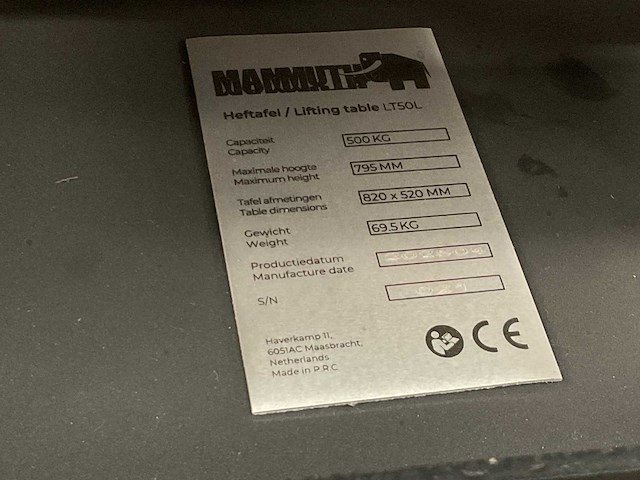 MAMMUTH
Heftafel / Lifting table LT50L
Capaciteit
Capacity
500 KG
Maximale hoogte
Maximum height
795 MM
Tafel afmetingen
Table dimensions
820 x 520 MM
Gewicht
Weight
69.5 KG
Productiedatum
Manufacture date
S/N
Haverkamp 11,
6051AC Maasbracht,
Netherlands
Made in P.R.C
CE